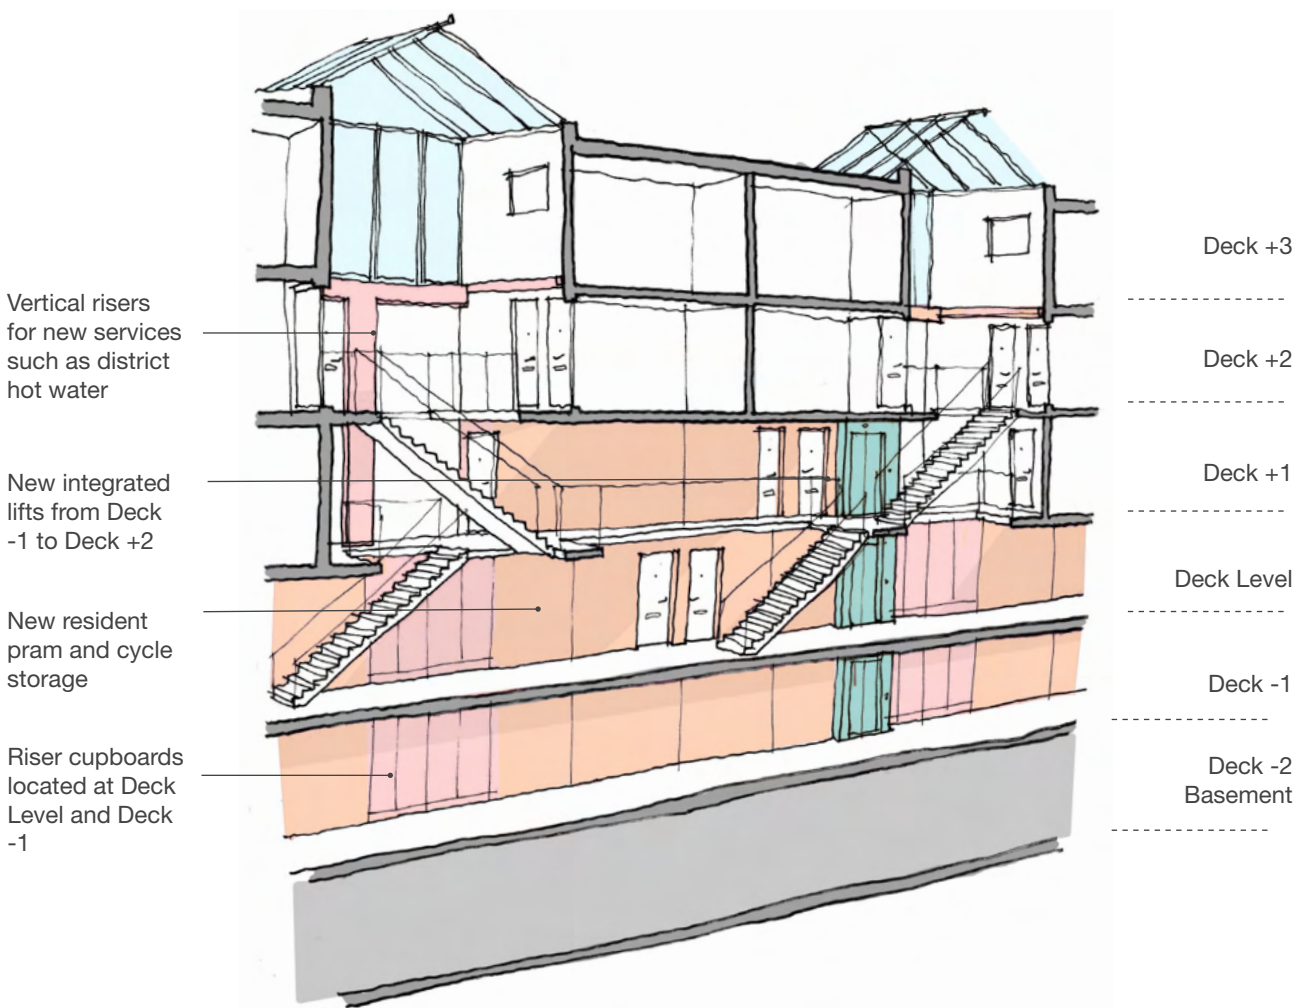 Vertical risers
for new services
such as district
hot water
New integrated
lifts from Deck
-1 to Deck +2
New resident
pram and cycle
storage
Riser cupboards
located at Deck
Level and Deck
-1
Deck +3
Deck +2
Deck +1
Deck Level
Deck -1
Deck -2
Basement